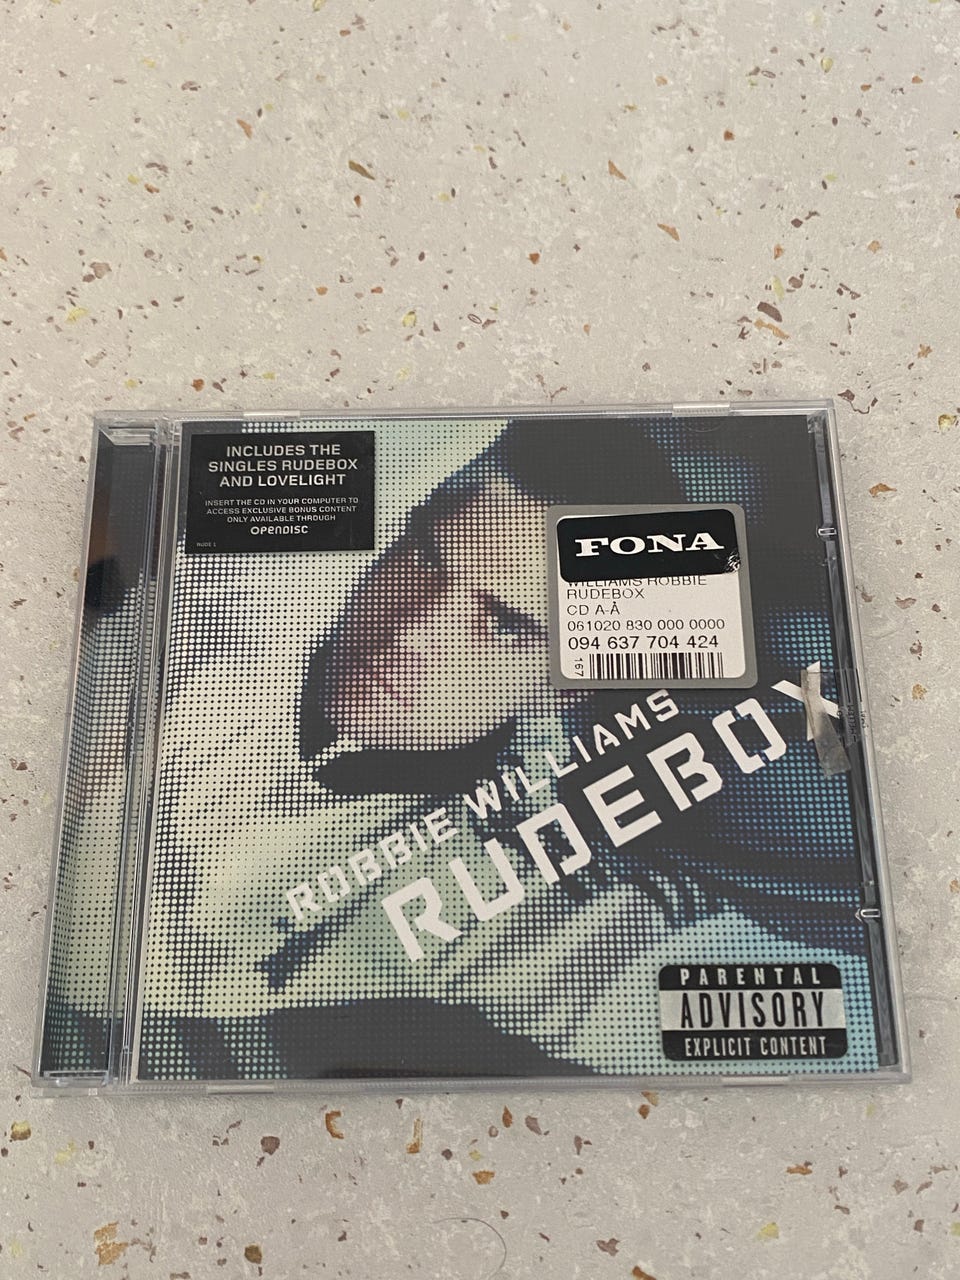 INCLUDES THE
SINGLES RUDEBOX
AND LOVELIGHT
INSERT THE CD IN YOUR COMPUTER TO
ACCESS EXCLUSIVE BONUS CONTENT
ONLY AVAILABLE THROUGH
OPENDISC
RUDE 1
FONA
WILLIAMS ROBBIE
RUDEBOX
CD A-Å
061020 830 000 0000
094 637 704 424
167
ROBBIE WILLIAMS
RUDEBOX
PARENTAL
ADVISORY
EXPLICIT CONTENT